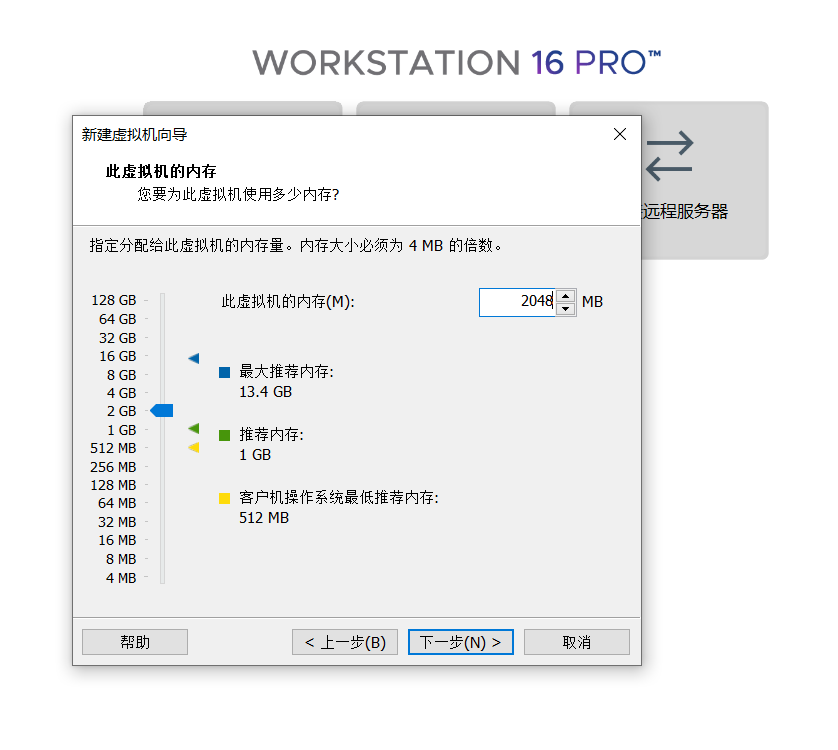 WORKSTATION 16 PRO™
远程服务器
新建虚拟机向导
此虚拟机的内存
您要为此虚拟机使用多少内存?
指定分配给此虚拟机的内存量。内存大小必须为 4 MB 的倍数。
此虚拟机的内存(M): 2048 MB
128 GB
64 GB
32 GB
16 GB
8 GB
4 GB
2 GB
1 GB
512 MB
256 MB
128 MB
64 MB
32 MB
16 MB
8 MB
4 MB
最大推荐内存:
13.4 GB
推荐内存:
1 GB
客户机操作系统最低推荐内存:
512 MB
帮助 < 上一步(B) 下一步(N) > 取消